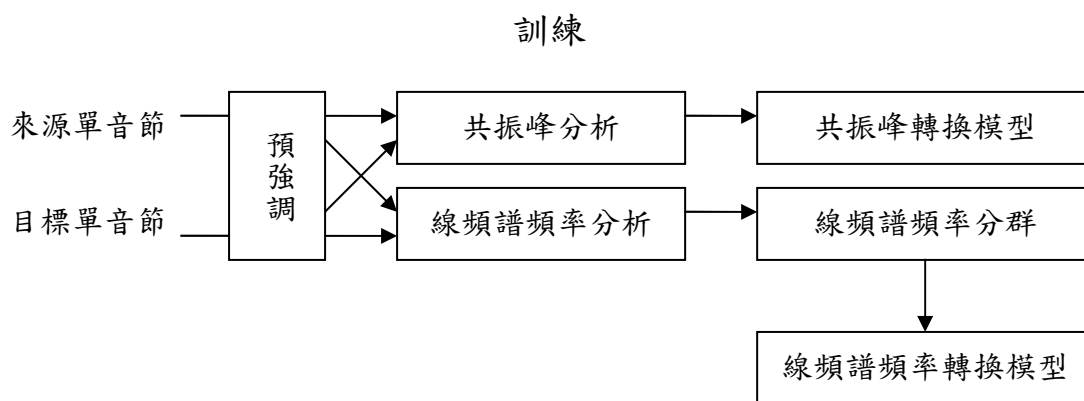 訓練
來源單音節
目標單音節
預強調
共振峰分析
共振峰轉換模型
線頻譜頻率分析
線頻譜頻率分群
線頻譜頻率轉換模型